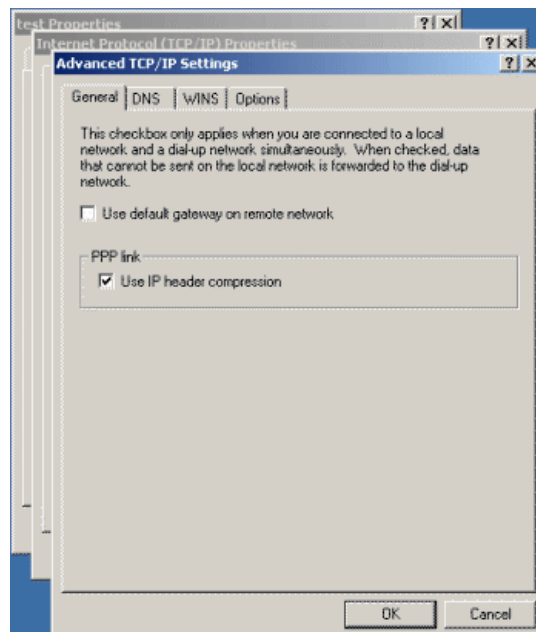 test Properties
Internet Protocol (TCP/IP) Properties
Advanced TCP/IP Settings
General DNS WINS Options
This checkbox only applies when you are connected to a local
network and a dial-up network simultaneously. When checked, data
that cannot be sent on the local network is forwarded to the dial-up
network.
Use default gateway on remote network
PPP link
Use IP header compression
OK Cancel